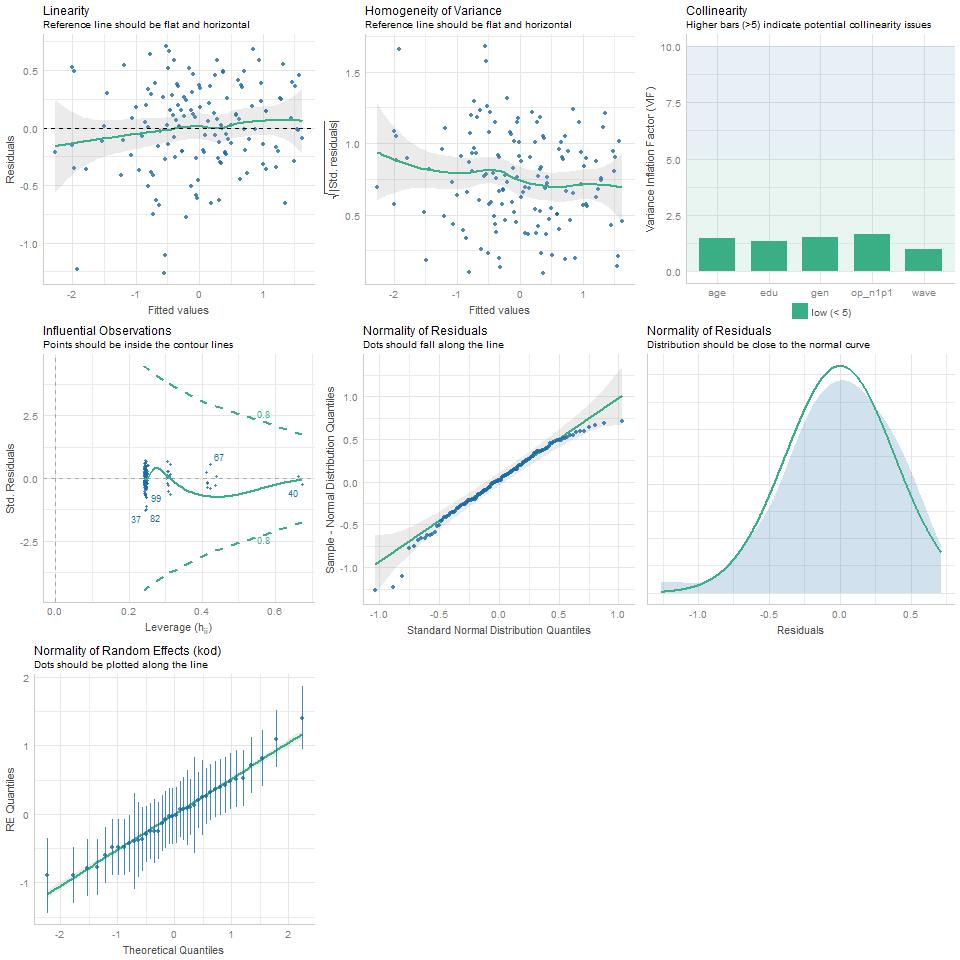 Linearity
Reference line should be flat and horizontal
Residuals
0.5
0.0
-0.5
-1.0
-2
-1
0
1
Fitted values
Homogeneity of Variance
Reference line should be flat and horizontal
√|Std. residuals|
1.5
1.0
0.5
-2
-1
0
1
Fitted values
Collinearity
Higher bars (>5) indicate potential collinearity issues
Variance Inflation Factor (VIF)
10.0
7.5
5.0
2.5
0.0
age
edu
gen
op_n1p1
wave
low (< 5)
Influential Observations
Points should be inside the contour lines
Std. Residuals
2.5
0.0
-2.5
0.8
67
99
40
37
82
0.8
0.0
0.2
0.4
0.6
Leverage (hii)
Normality of Residuals
Dots should fall along the line
Sample - Normal Distribution Quantiles
1.0
0.5
0.0
-0.5
-1.0
-1.0
-0.5
0.0
0.5
1.0
Standard Normal Distribution Quantiles
Normality of Residuals
Distribution should be close to the normal curve
-1.0
-0.5
0.0
0.5
Residuals
Normality of Random Effects (kod)
Dots should be plotted along the line
RE Quantiles
2
1
0
-1
-2
-1
0
1
2
Theoretical Quantiles